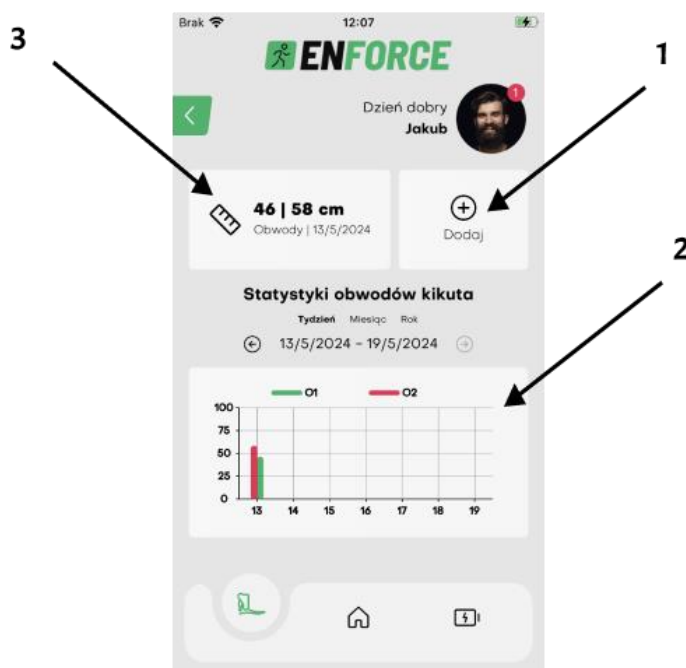 3
1
2
Brak 12:07
ENFORCE
Dzień dobry
Jakub
1
46 | 58 cm
Obwody | 13/5/2024
Dodaj
Statystyki obwodów kikuta
Tydzień Miesiąc Rok
13/5/2024 - 19/5/2024
O1 O2
100
75
50
25
0
13 14 15 16 17 18 19